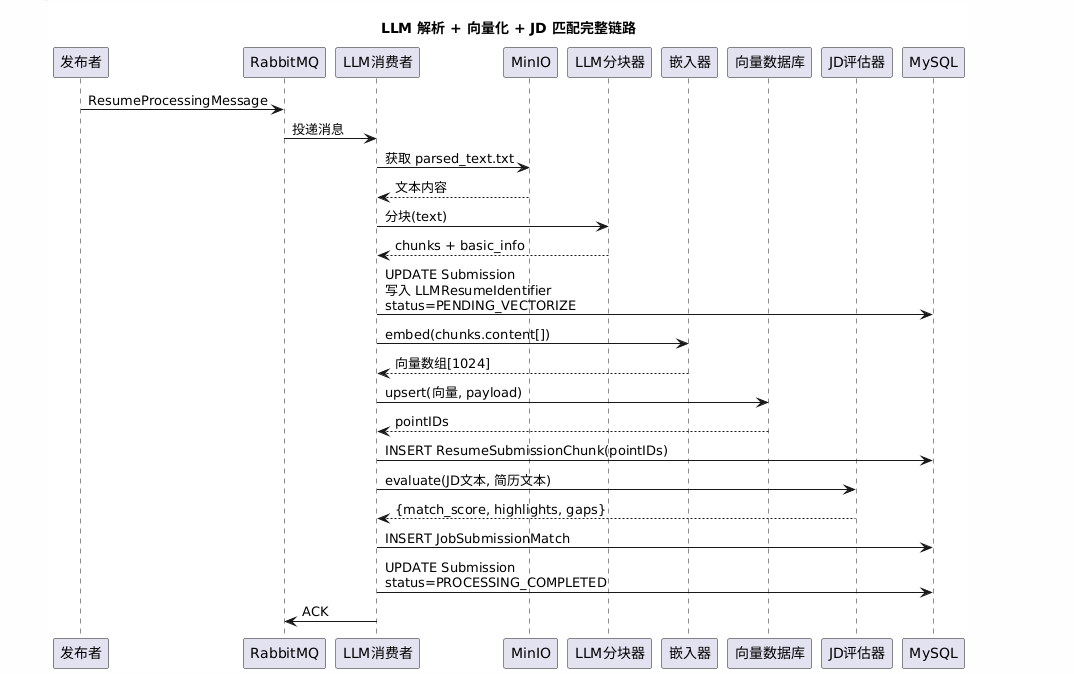 LLM 解析 + 向量化 + JD 匹配完整链路
发布者
RabbitMQ
LLM消费者
MinIO
LLM分块器
嵌入器
向量数据库
JD评估器
MySQL
ResumeProcessingMessage
投递消息
获取 parsed_text.txt
文本内容
分块(text)
chunks + basic_info
UPDATE Submission
写入 LLMResumeIdentifier
status=PENDING_VECTORIZE
embed(chunks.content[])
向量数组[1024]
upsert(向量, payload)
pointIDs
INSERT ResumeSubmissionChunk(pointIDs)
evaluate(JD文本, 简历文本)
{match_score, highlights, gaps}
INSERT JobSubmissionMatch
UPDATE Submission
status=PROCESSING_COMPLETED
ACK
发布者
RabbitMQ
LLM消费者
MinIO
LLM分块器
嵌入器
向量数据库
JD评估器
MySQL